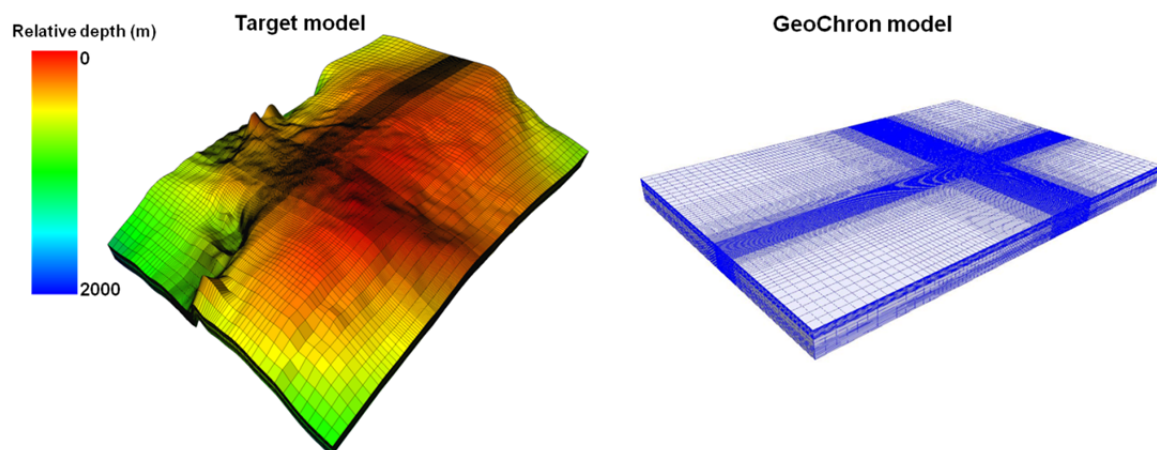 Target model
GeoChron model
Relative depth (m)
0
2000